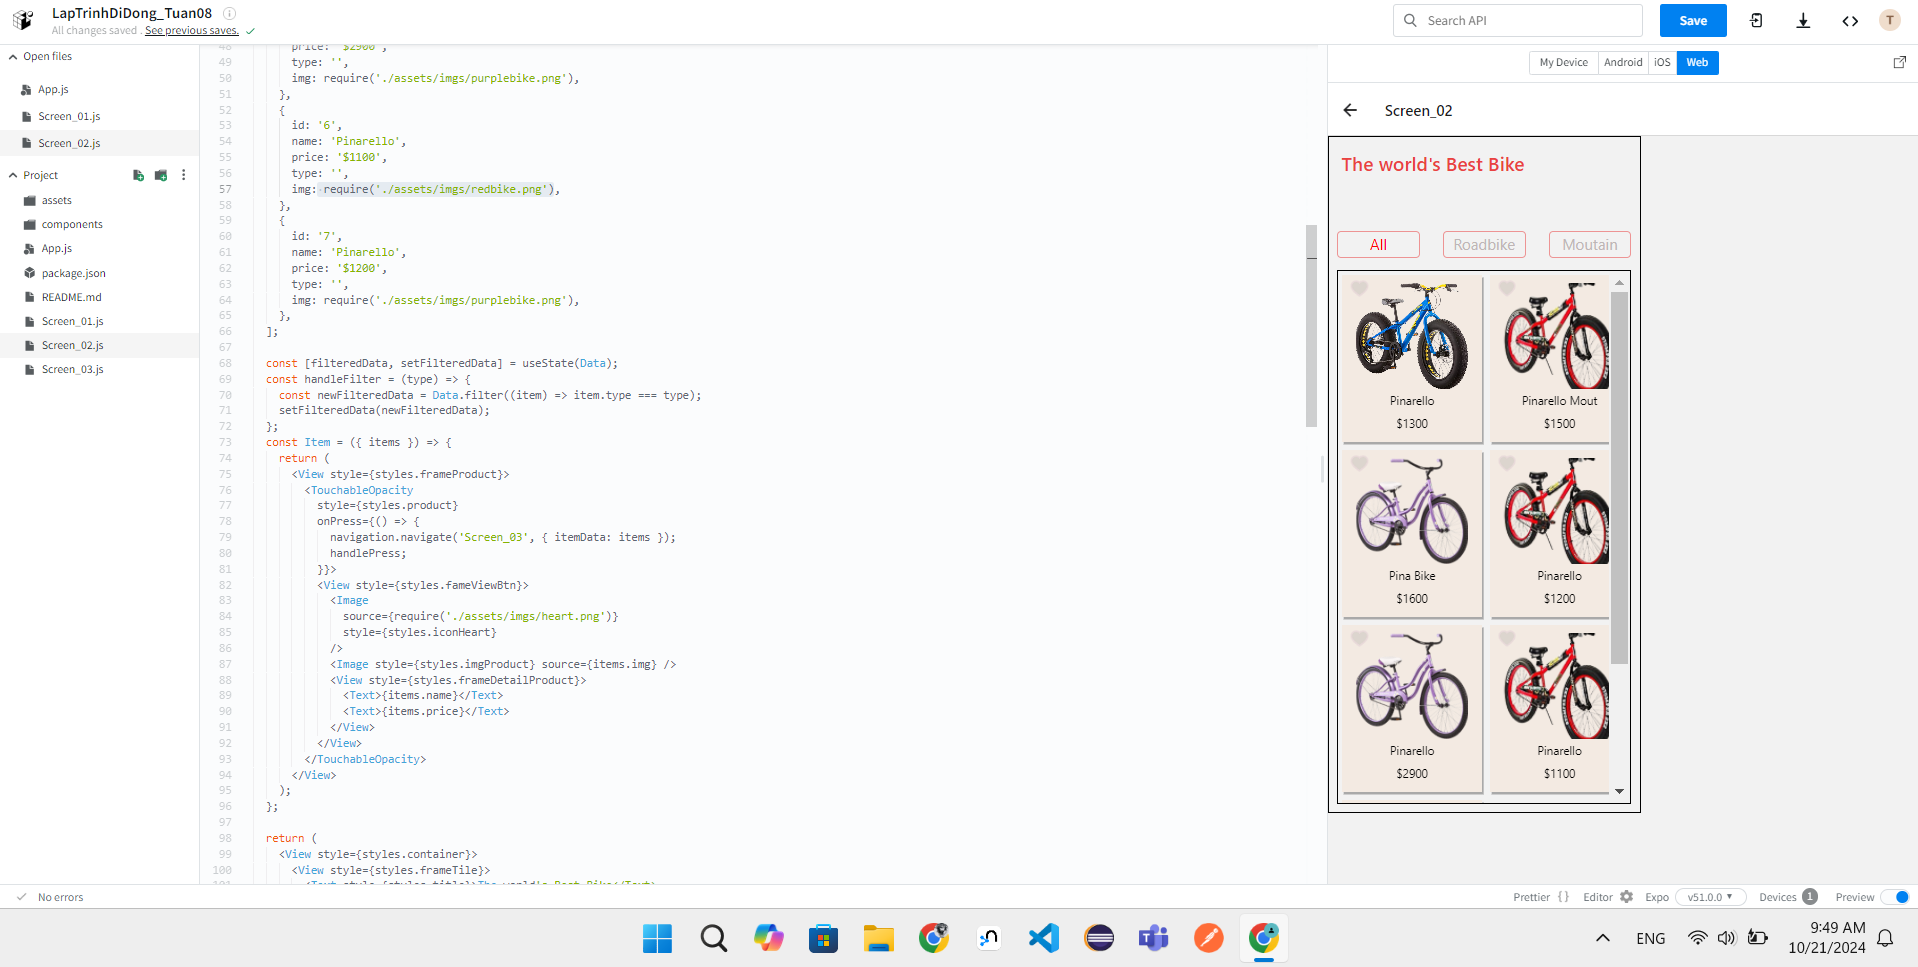 LapTrinhDiDong_Tuan08
All changes saved . See previous saves.
Search API
Save
T
Open files
App.js
Screen_01.js
Screen_02.js
Project
assets
components
App.js
package.json
README.md
Screen_01.js
Screen_02.js
Screen_03.js
48 price: '$2900',
49 type: '',
50 img: require('./assets/imgs/purplebike.png'),
51 },
52 {
53 id: '6',
54 name: 'Pinarello',
55 price: '$1100',
56 type: '',
57 img: require('./assets/imgs/redbike.png'),
58 },
59 {
60 id: '7',
61 name: 'Pinarello',
62 price: '$1200',
63 type: '',
64 img: require('./assets/imgs/purplebike.png'),
65 },
66 ];
67
68 const [filteredData, setFilteredData] = useState(Data);
69 const handleFilter = (type) => {
70 const newFilteredData = Data.filter((item) => item.type === type);
71 setFilteredData(newFilteredData);
72 };
73 const Item = ({ items }) => {
74 return (
75 <View style={styles.frameProduct}>
76 <TouchableOpacity
77 style={styles.product}
78 onPress={() => {
79 navigation.navigate('Screen_03', { itemData: items });
80 handlePress;
81 }}>
82 <View style={styles.fameViewBtn}>
83 <Image
84 source={require('./assets/imgs/heart.png')}
85 style={styles.iconHeart}
86 />
87 <Image style={styles.imgProduct} source={items.img} />
88 <View style={styles.frameDetailProduct}>
89 <Text>{items.name}</Text>
90 <Text>{items.price}</Text>
91 </View>
92 </View>
93 </TouchableOpacity>
94 </View>
95 );
96 };
97
98 return (
99 <View style={styles.container}>
100 <View style={styles.frameTile}>
101 <Text style={styles.title}>The world's Best Bike</Text>
My Device Android iOS Web
Screen_02
The world's Best Bike
All Roadbike Moutain
Pinarello Pinarello Mout
$1300 $1500
Pina Bike Pinarello
$1600 $1200
Pinarello Pinarello
$2900 $1100
No errors
Prettier { } Editor Expo v51.0.0 Devices 1 Preview
ENG
9:49 AM
10/21/2024